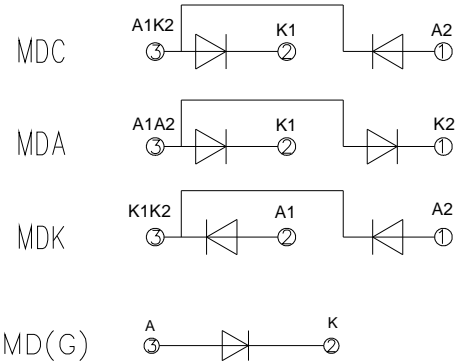 MDC A1K2 3 K1 2 A2 1
MDA A1A2 3 K1 2 K2 1
MDK K1K2 3 A1 2 A2 1
MD(G) A 3 K 2